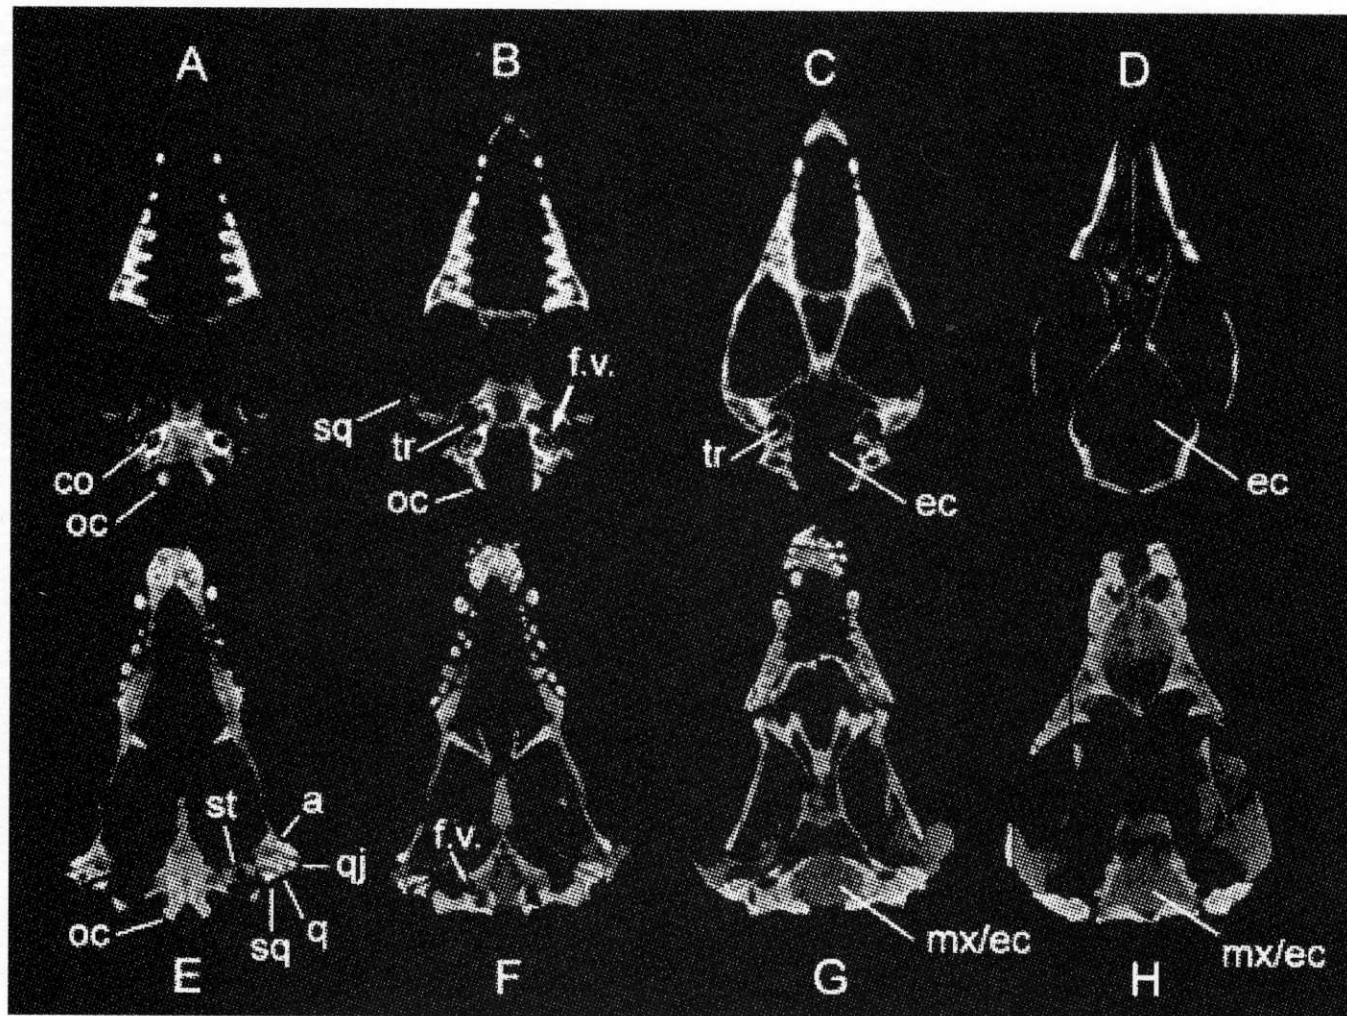 A B C D
f.v.
sq
tr
tr
co
oc
oc
ec
ec
st
a
f.v.
qj
oc
sq
q
mx/ec
mx/ec
E F G H